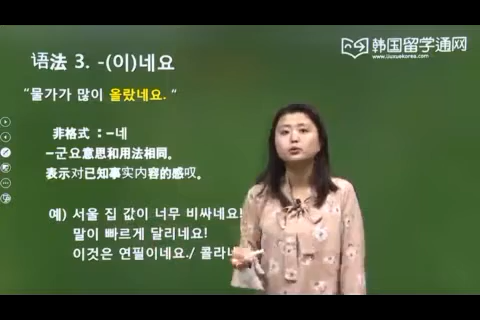 韩国留学通网
www.liuxuekorea.com
语法 3. -(이)네요
"물가가 많이 올랐네요. "
非格式 : -네
-군요意思和用法相同。
表示对已知事实内容的感叹。
예) 서울 집 값이 너무 비싸네요!
말이 빠르게 달리네요!
이것은 연필이네요./ 콜라네